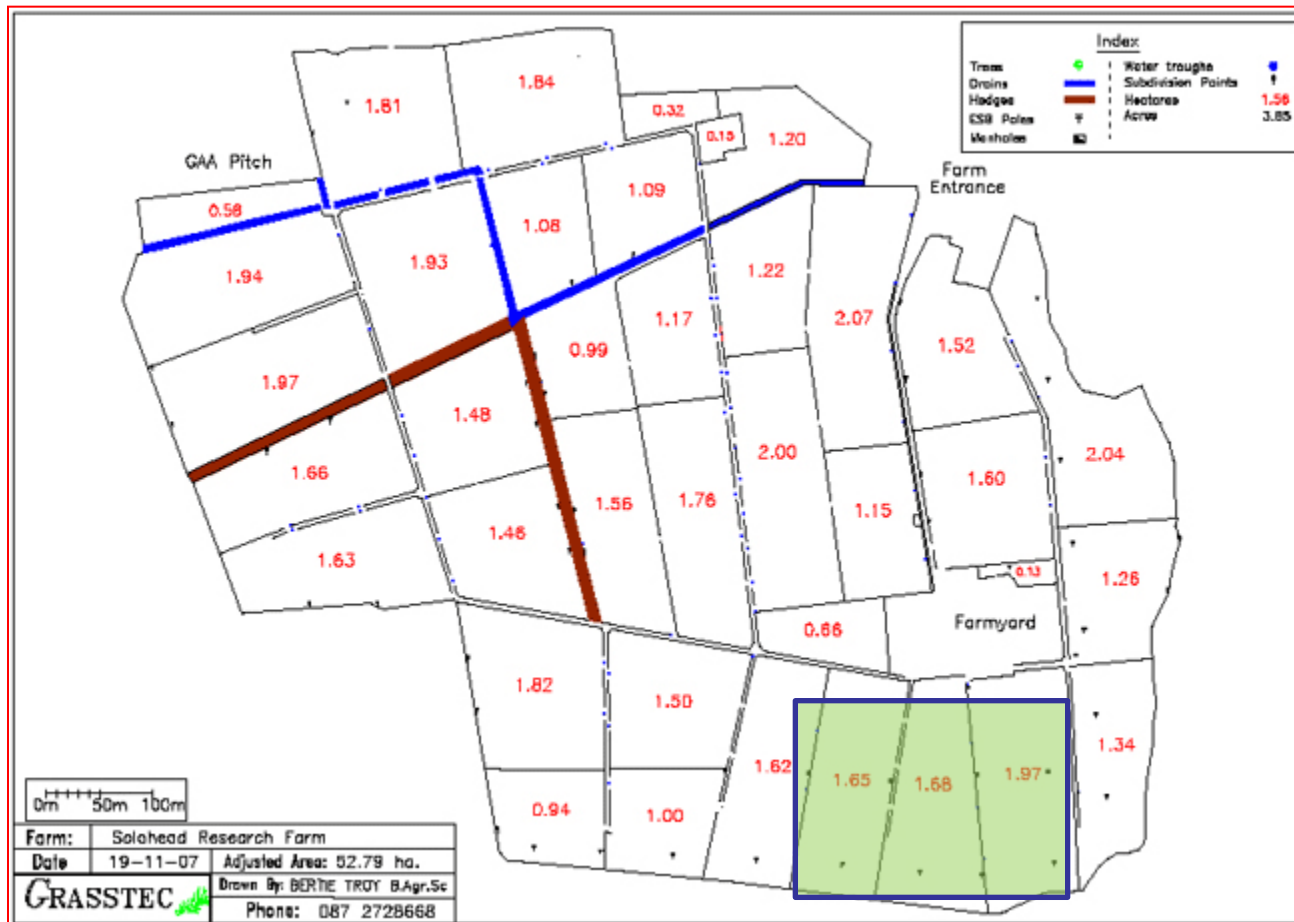 Index
Trees
Drains
Hedges
ESB Poles
Manholes
Water troughs
Subdivision Points
Hectares 1.56
Acres 3.85
1.81
1.84
0.32
0.15
1.20
GAA Pitch
Farm
Entrance
0.56
1.09
1.08
1.94
1.93
1.22
2.07
1.17
0.99
1.52
1.97
1.48
2.00
2.04
1.66
1.60
1.56
1.76
1.15
1.46
1.63
0.13
1.26
0.66
Farmyard
1.82
1.50
1.62
1.65
1.68
1.97
1.34
0.94
1.00
0m 50m 100m
Farm: Solohead Research Farm
Date 19-11-07 Adjusted Area: 52.79 ha.
GRASSTEC
Drawn By: BERTIE TROY B.Agr.Sc
Phone: 087 2728668